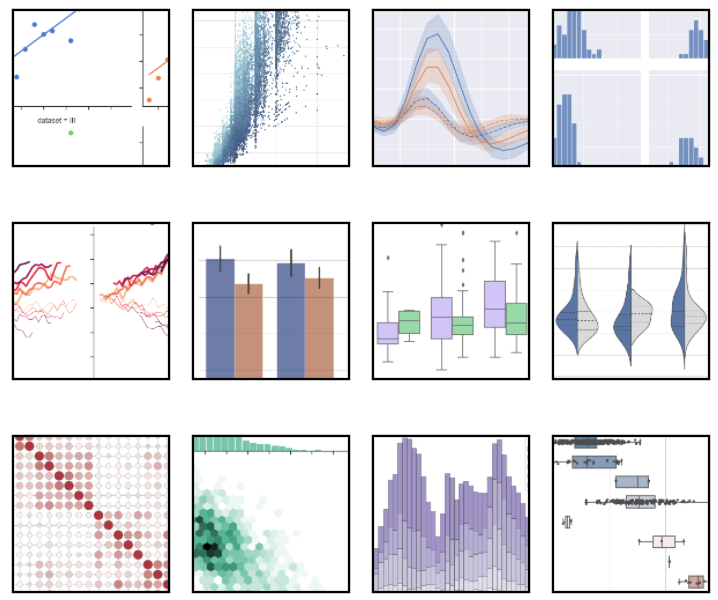 dataset = III